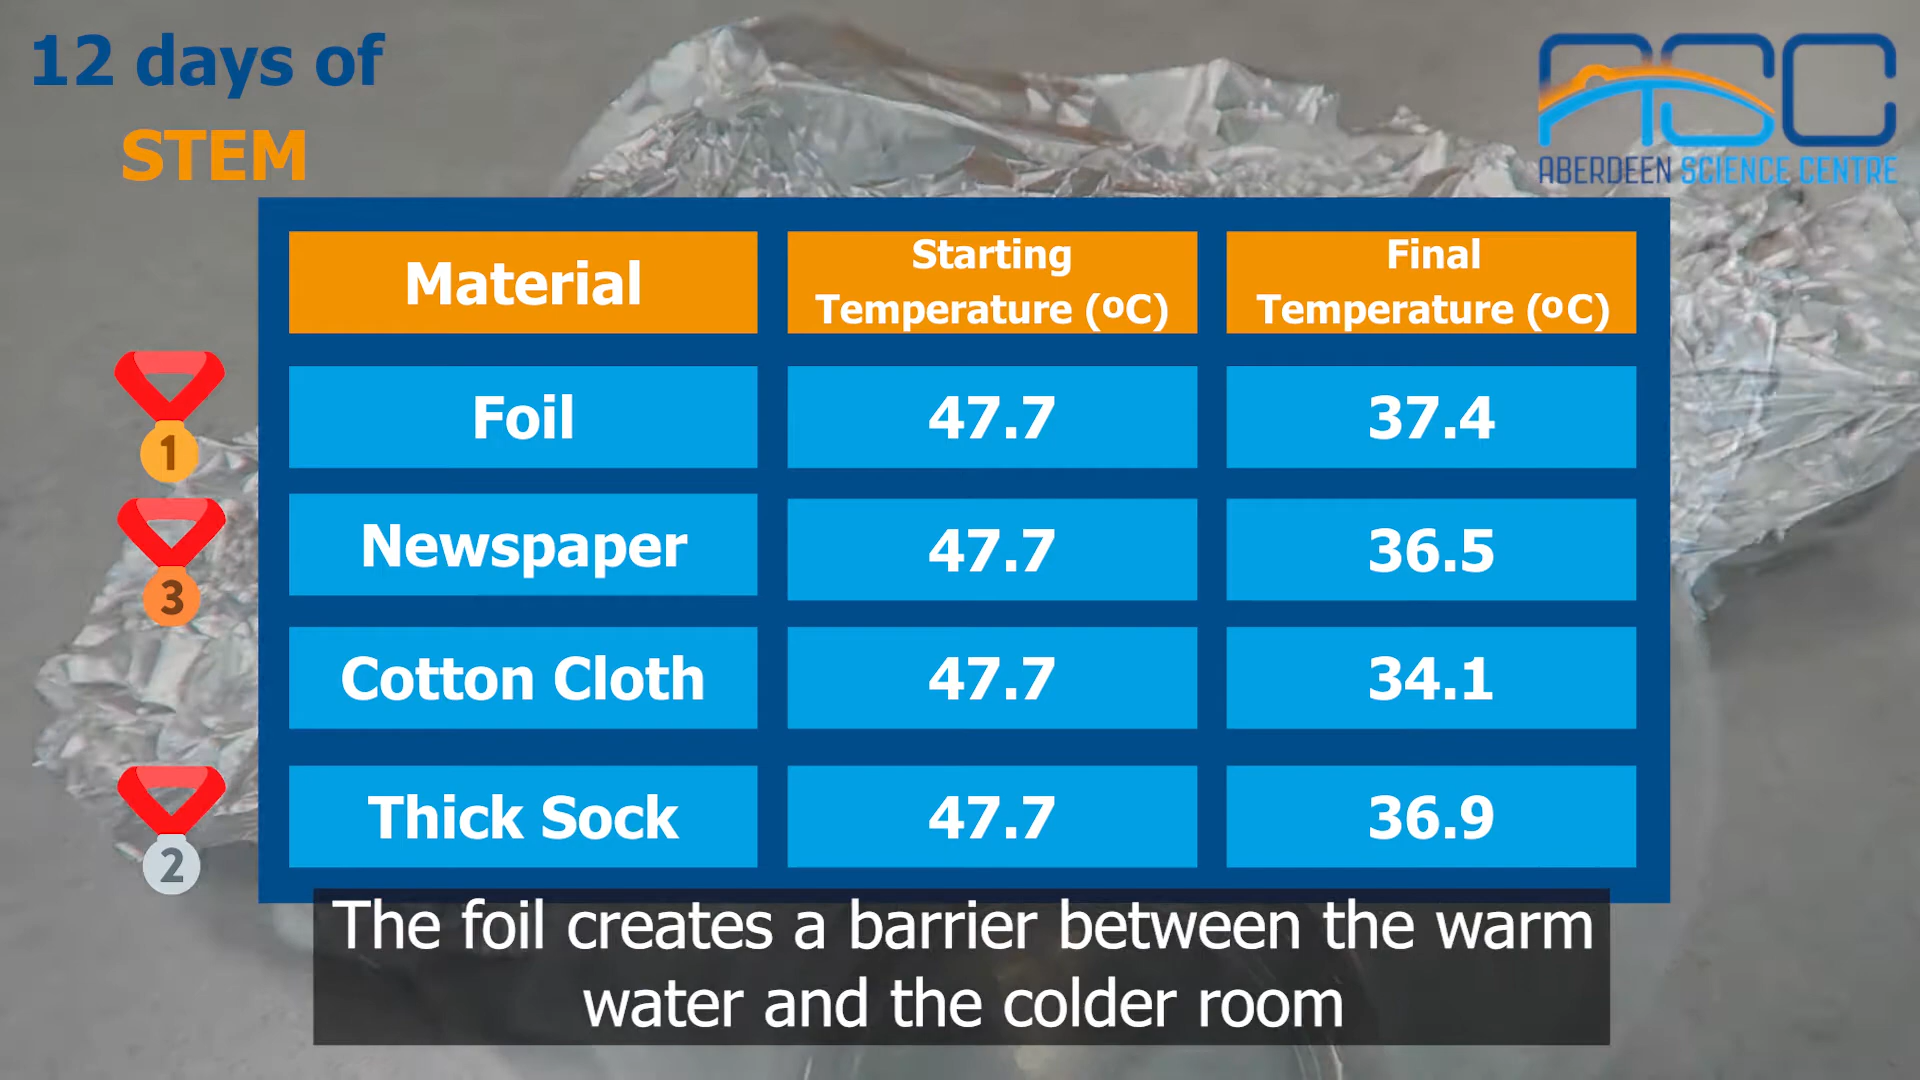 12 days of
STEM
ABERDEEN SCIENCE CENTRE
Material
Starting
Temperature (ºC)
Final
Temperature (ºC)
1
Foil
47.7
37.4
3
Newspaper
47.7
36.5
Cotton Cloth
47.7
34.1
2
Thick Sock
47.7
36.9
The foil creates a barrier between the warm
water and the colder room